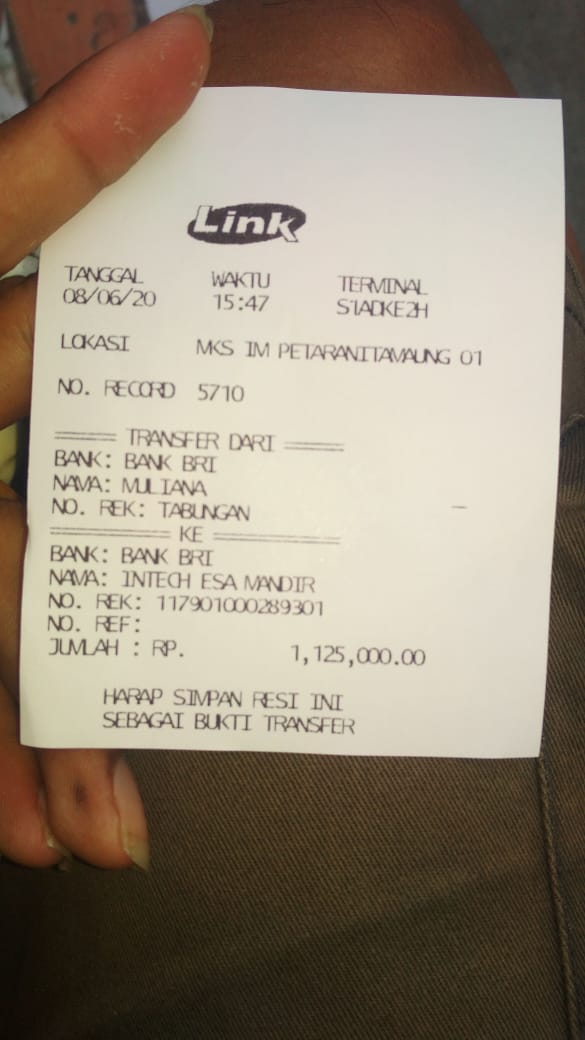 Link
TANGGAL WAKTU TERMINAL
08/06/20 15:47 S1ADKE2H
LOKASI MKS IM PETARANITAMAUNG 01
NO. RECORD 5710
====== TRANSFER DARI ======
BANK: BANK BRI
NAMA: MULIANA
NO. REK: TABUNGAN
============ KE =============
BANK: BANK BRI
NAMA: INTECH ESA MANDIR
NO. REK: 117901000289301
NO. REF:
JUMLAH : RP. 1,125,000.00
HARAP SIMPAN RESI INI
SEBAGAI BUKTI TRANSFER